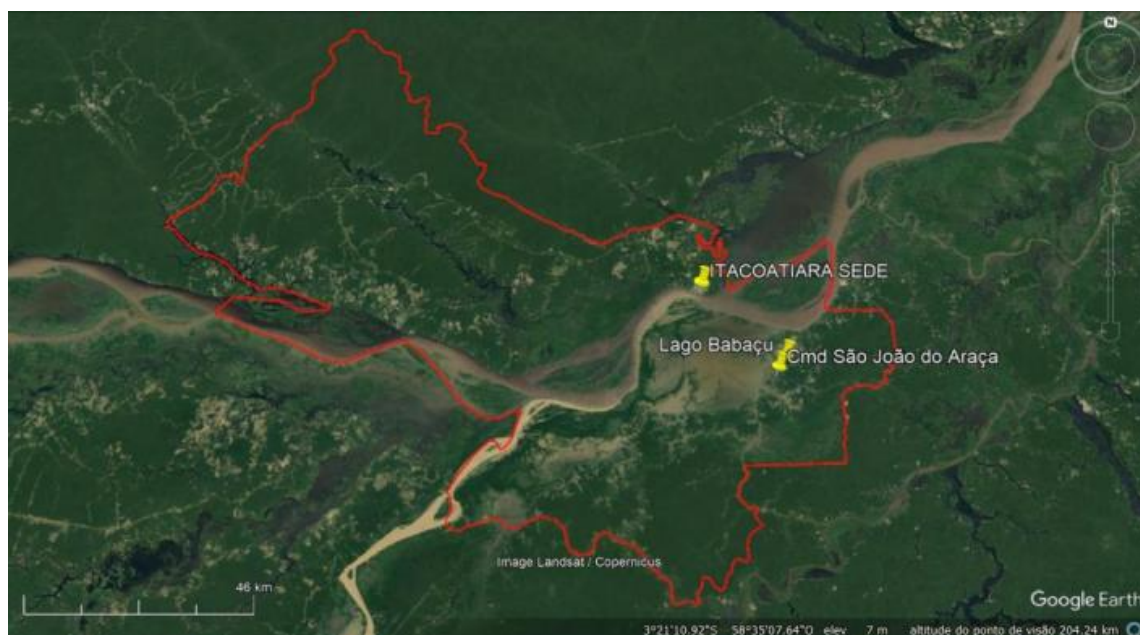 N
ITACOATIARA SEDE
Lago Babaçu
Cmd São João do Araça
Image Landsat / Copernicus
46 km
Google Earth
3°21'10.92"S 58°35'07.64"O elev 7 m altitude do ponto de visão 204.24 km